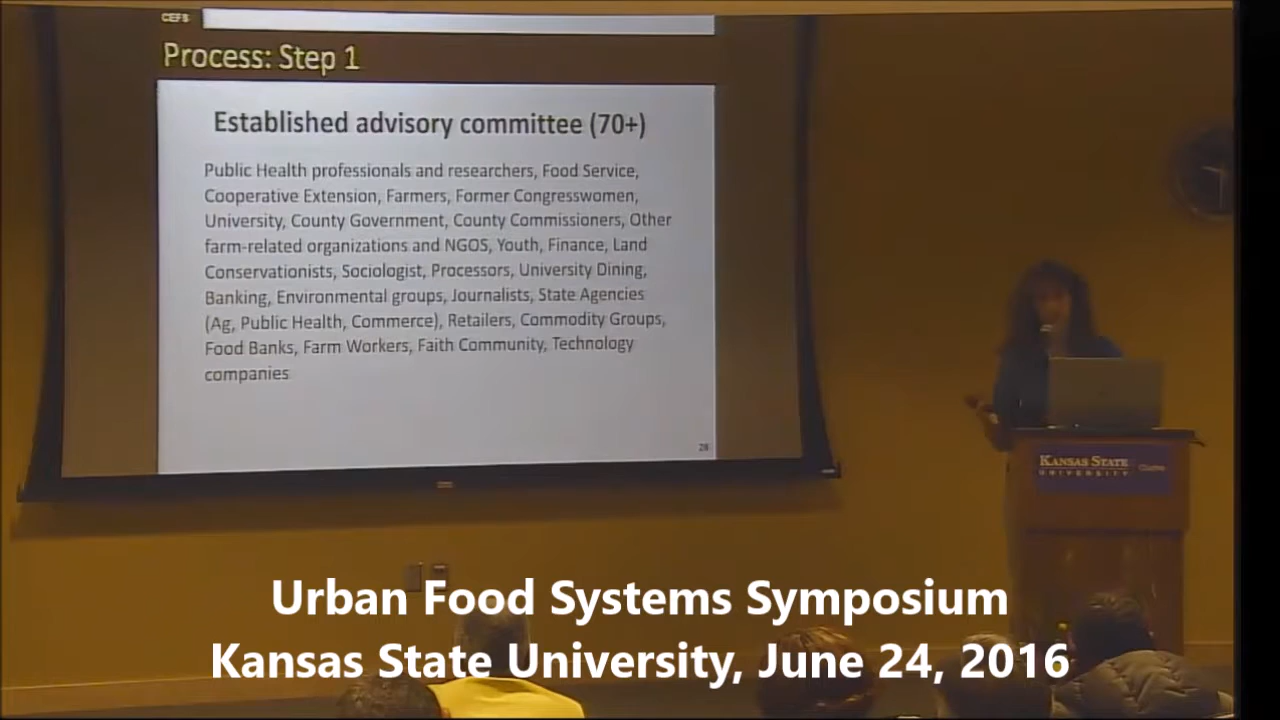 CEFS
Process: Step 1
Established advisory committee (70+)
Public Health professionals and researchers, Food Service,
Cooperative Extension, Farmers, Former Congresswomen,
University, County Government, County Commissioners, Other
farm-related organizations and NGOS, Youth, Finance, Land
Conservationists, Sociologist, Processors, University Dining,
Banking, Environmental groups, Journalists, State Agencies
(Ag, Public Health, Commerce), Retailers, Commodity Groups,
Food Banks, Farm Workers, Faith Community, Technology
companies
KANSAS STATE
UNIVERSITY
Urban Food Systems Symposium
Kansas State University, June 24, 2016